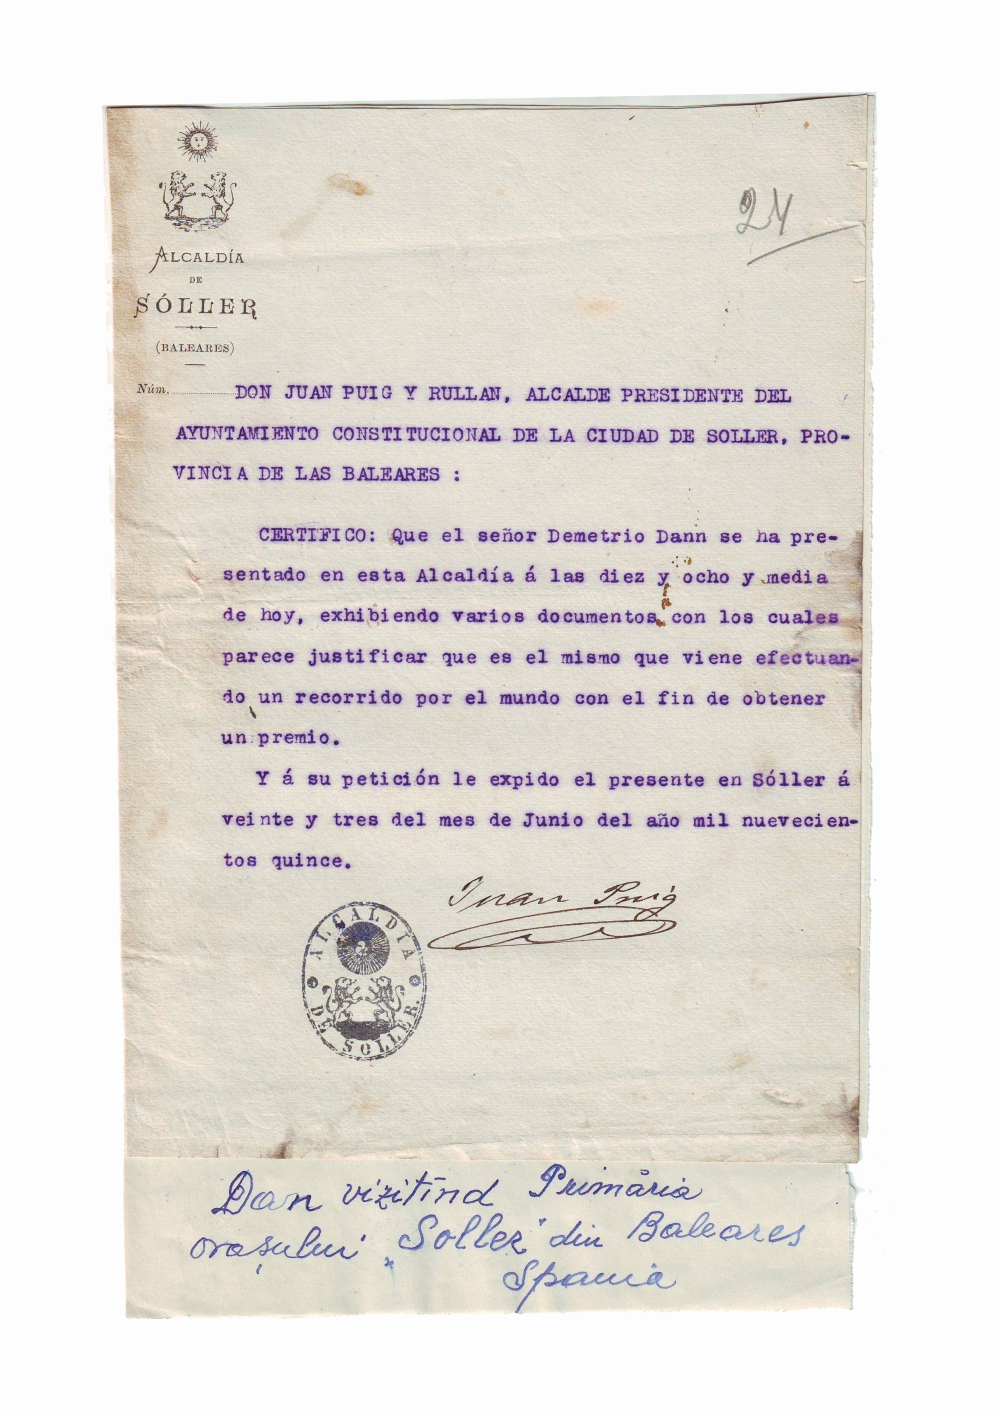 24
ALCALDÍA
DE
SÓLLER
(BALEARES)
Núm. DON JUAN PUIG Y RULLAN, ALCALDE PRESIDENTE DEL
AYUNTAMIENTO CONSTITUCIONAL DE LA CIUDAD DE SOLLER, PRO-
VINCIA DE LAS BALEARES :
CERTIFICO: Que el señor Demetrio Dann se ha pre-
sentado en esta Alcaldía á las diez y ocho y media
de hoy, exhibiendo varios documentos con los cuales
parece justificar que es el mismo que viene efectuan-
do un recorrido por el mundo con el fin de obtener
un premio.
Y á su petición le expido el presente en Sóller á
veinte y tres del mes de Junio del año mil nuevecien-
tos quince.
Juan Puig
ALCALDÍA
DE SOLLER.
Dan vizitînd Primăria
orașului „Soller" din Baleares
Spania